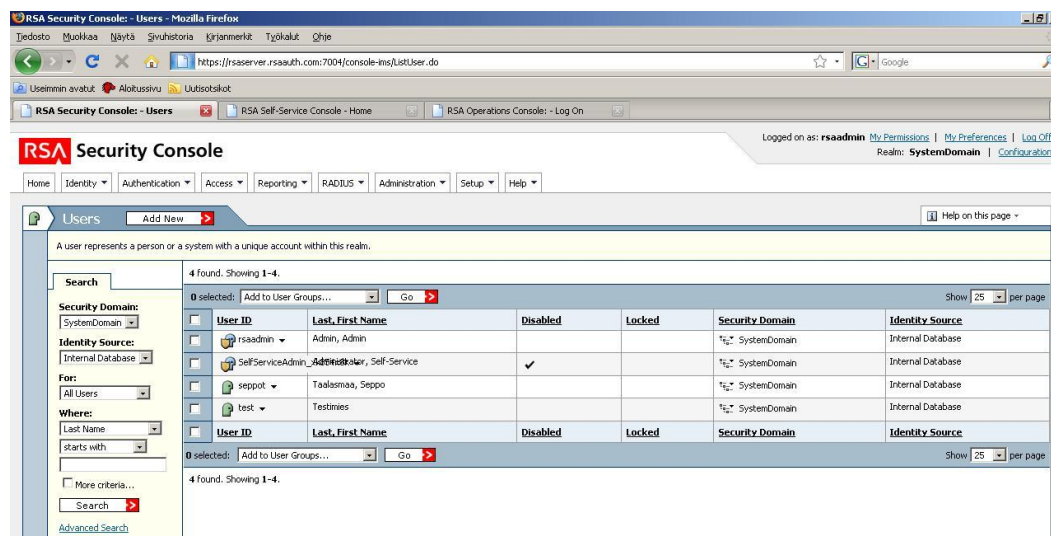 RSA Security Console: - Users - Mozilla Firefox
Tiedosto Muokkaa Näytä Sivuhistoria Kirjanmerkit Työkalut Ohje
https://rsaserver.rsaauth.com:7004/console-ims/ListUser.do
G Google
Useimmin avatut Aloitussivu Uutisotsikot
RSA Security Console: - Users RSA Self-Service Console - Home RSA Operations Console: - Log On
Logged on as: rsaadmin My Permissions | My Preferences | Log Off
RSA Security Console
Realm: SystemDomain | Configuration
Home Identity Authentication Access Reporting RADIUS Administration Setup Help
Users Add New
Help on this page
A user represents a person or a system with a unique account within this realm.
Search
Security Domain:
SystemDomain
Identity Source:
Internal Database
For:
All Users
Where:
Last Name
starts with
More criteria...
Search
Advanced Search
4 found. Showing 1-4.
0 selected: Add to User Groups... Go Show 25 per page
User ID Last, First Name Disabled Locked Security Domain Identity Source
rsaadmin Admin, Admin SystemDomain Internal Database
SelfServiceAdmin_ Self-Service SystemDomain Internal Database
seppot Taalasmaa, Seppo SystemDomain Internal Database
test Testimies SystemDomain Internal Database
User ID Last, First Name Disabled Locked Security Domain Identity Source
0 selected: Add to User Groups... Go Show 25 per page
4 found. Showing 1-4.